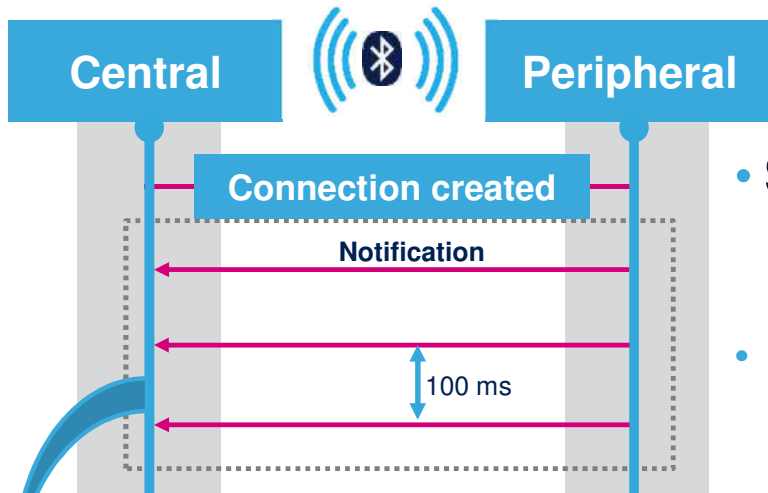 Central
Peripheral
Connection created
Notification
100 ms